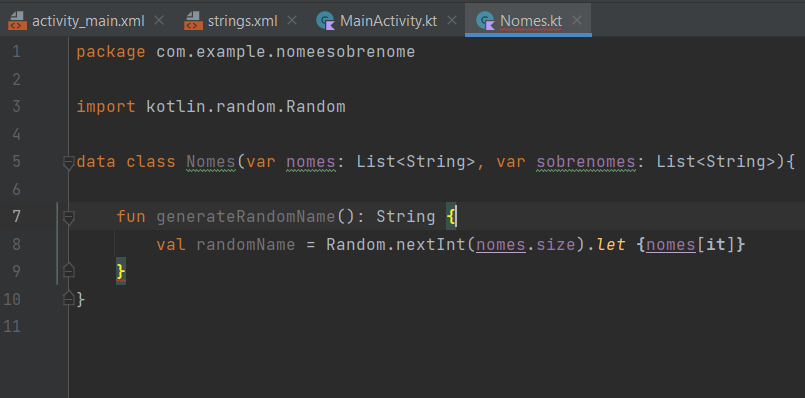 activity_main.xml strings.xml MainActivity.kt Nomes.kt
1 package com.example.nomeesobrenome
2
3 import kotlin.random.Random
4
5 data class Nomes(var nomes: List<String>, var sobrenomes: List<String>){
6
7 fun generateRandomName(): String {
8 val randomName = Random.nextInt(nomes.size).let {nomes[it]}
9 }
10 }
11